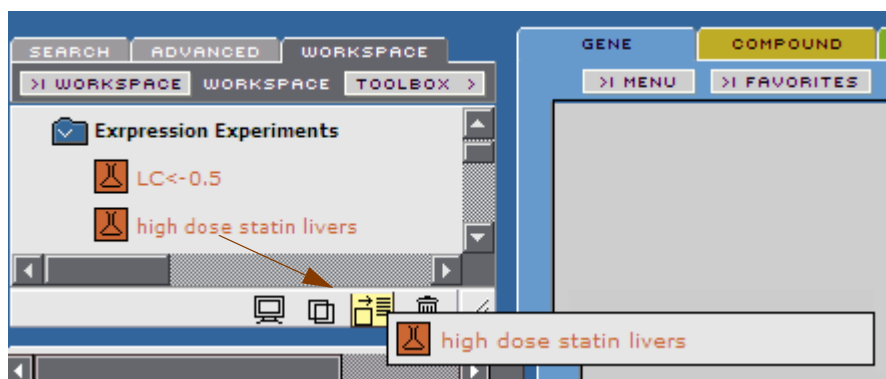 SEARCH ADVANCED WORKSPACE
>I WORKSPACE WORKSPACE TOOLBOX >
Exrpression Experiments
LC<-0.5
high dose statin livers
high dose statin livers
GENE COMPOUND
>I MENU >I FAVORITES